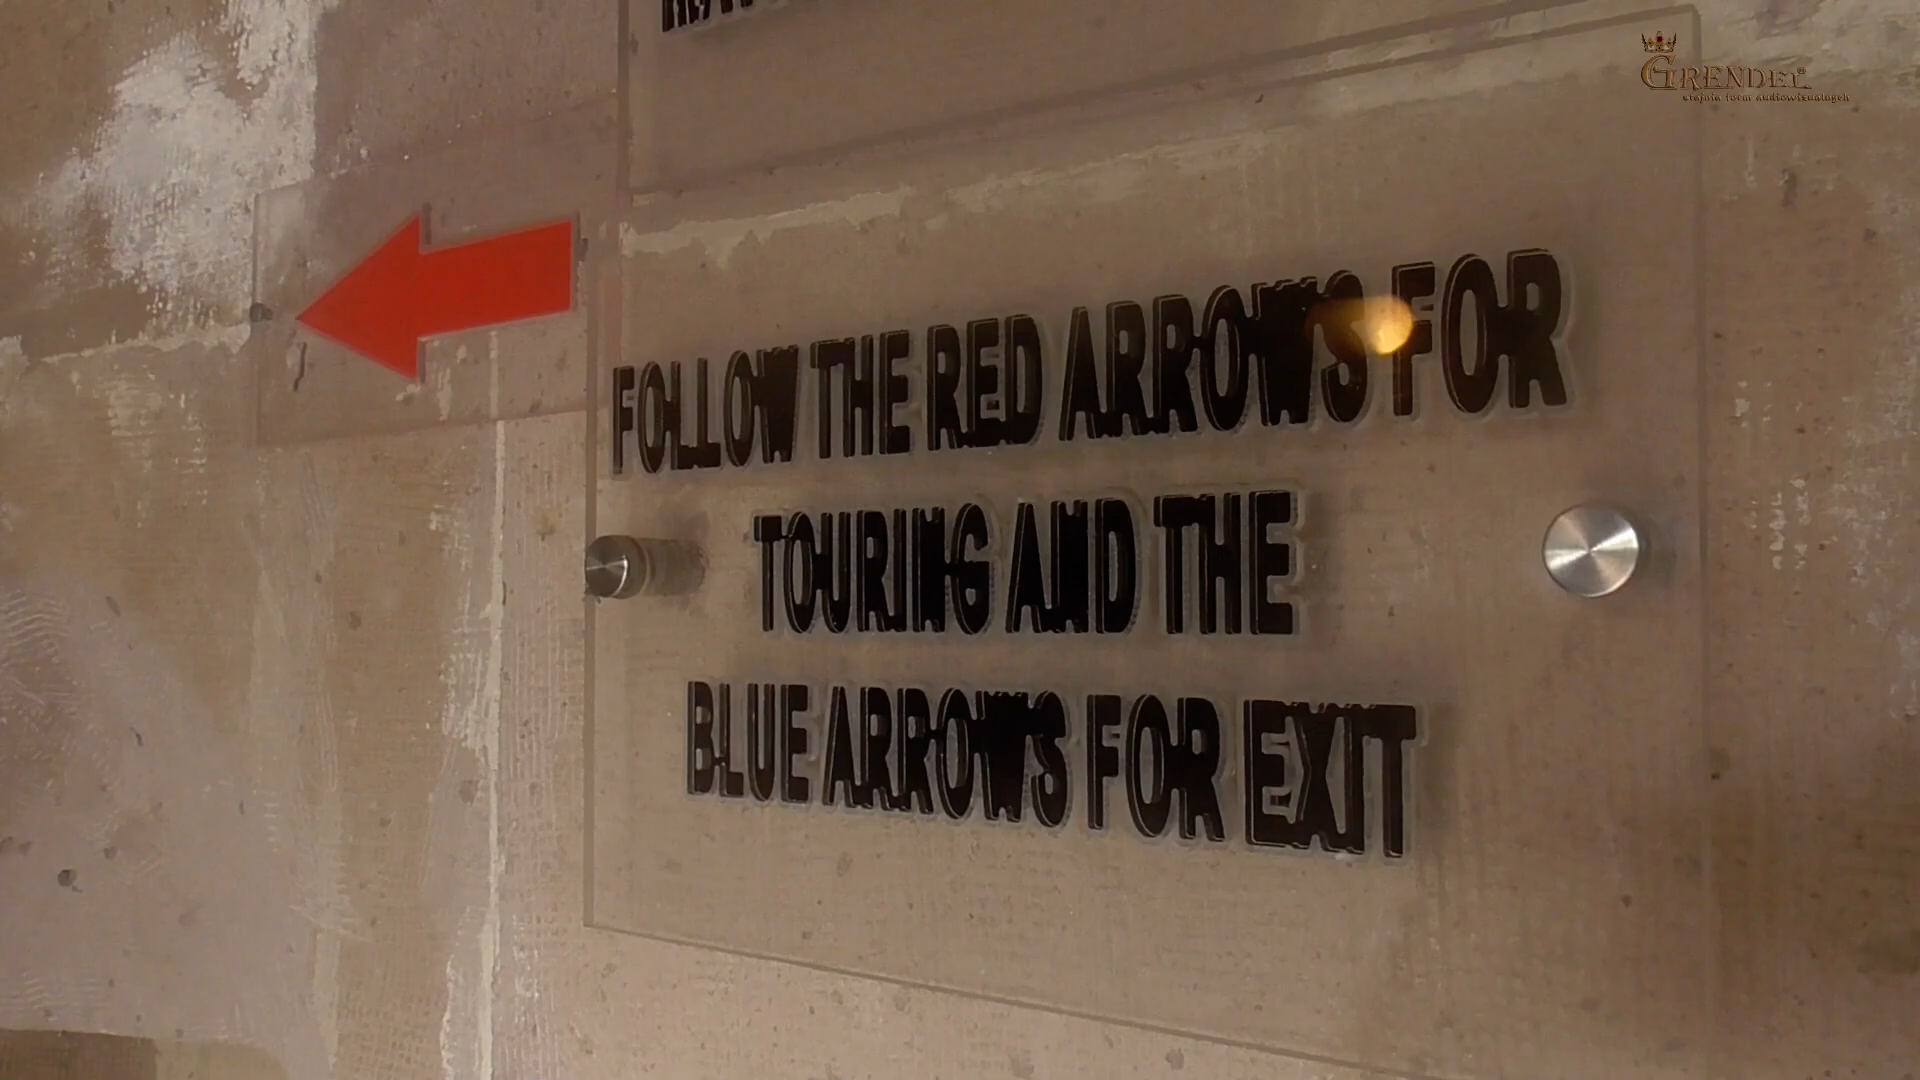 GRENDEL
FOLLOW THE RED ARROWS FOR
TOURING AND THE
BLUE ARROWS FOR EXIT